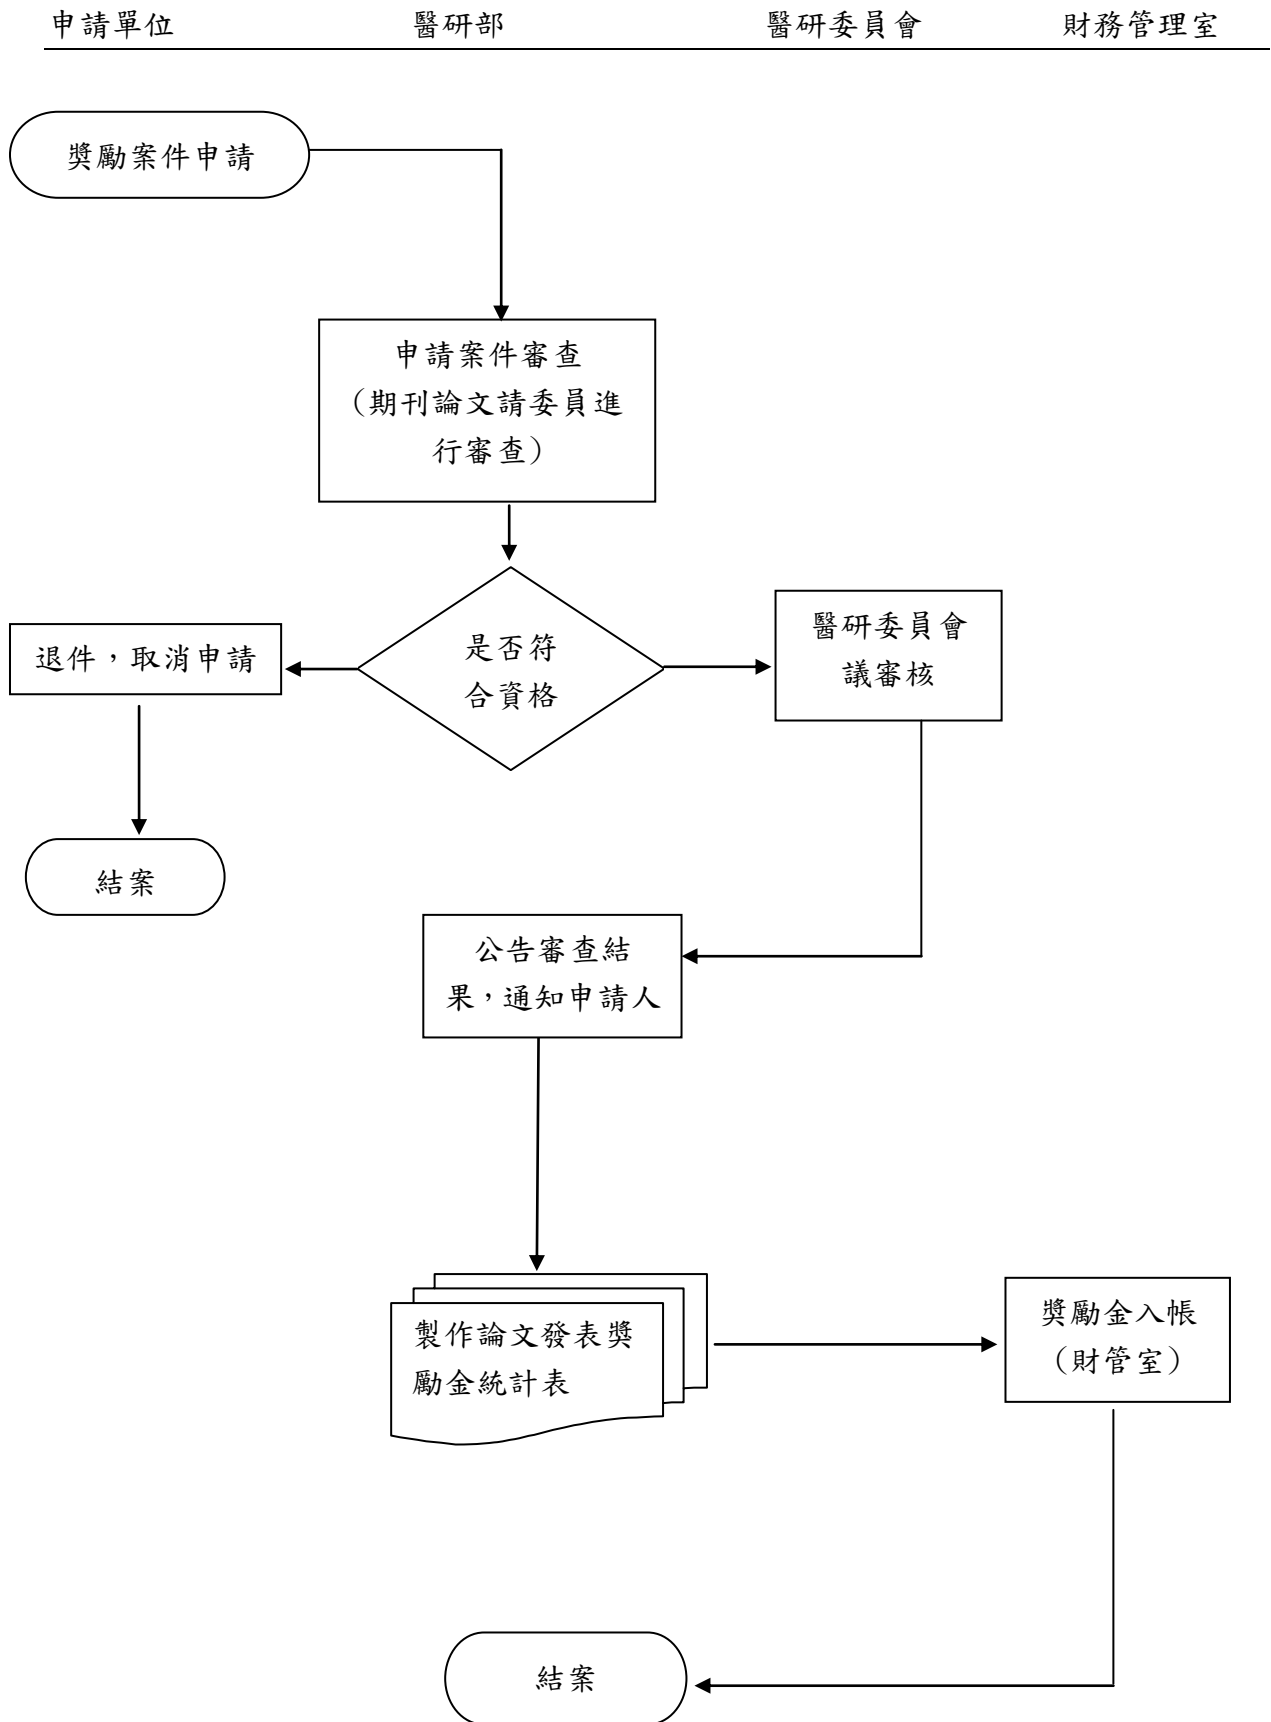 申請單位 醫研部 醫研委員會 財務管理室
獎勵案件申請
申請案件審查
(期刊論文請委員進
行審查)
是否符
合資格
退件，取消申請
醫研委員會
議審核
結案
公告審查結
果，通知申請人
製作論文發表獎
勵金統計表
獎勵金入帳
(財管室)
結案